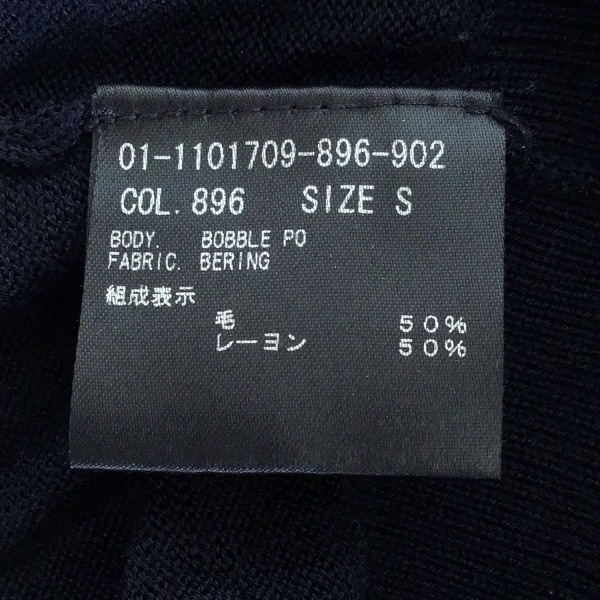 01-1101709-896-902
COL. 896 SIZE S
BODY. BOBBLE PO
FABRIC. BERING
組成表示
毛 50%
レーヨン 50%